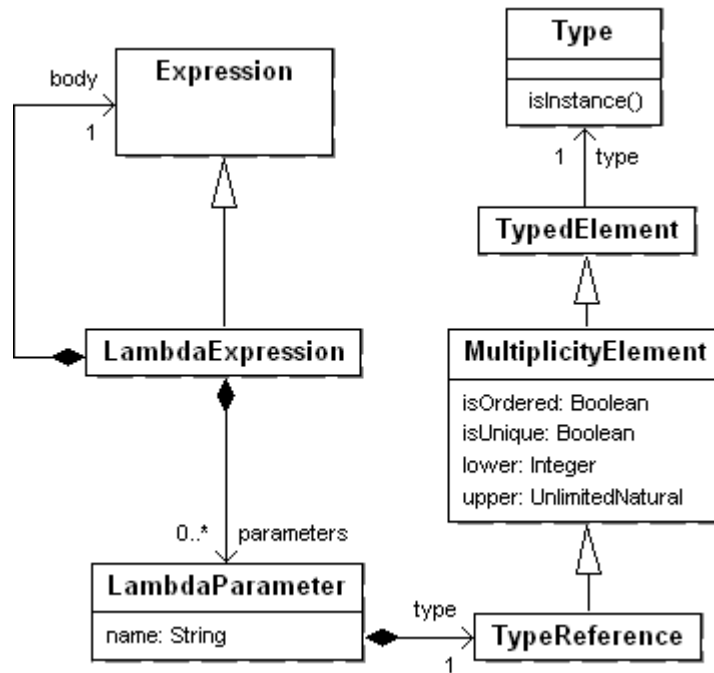 Expression
body
1
Type
isInstance()
1
type
TypedElement
LambdaExpression
MultiplicityElement
isOrdered: Boolean
isUnique: Boolean
lower: Integer
upper: UnlimitedNatural
0..*
parameters
LambdaParameter
name: String
type
1
TypeReference